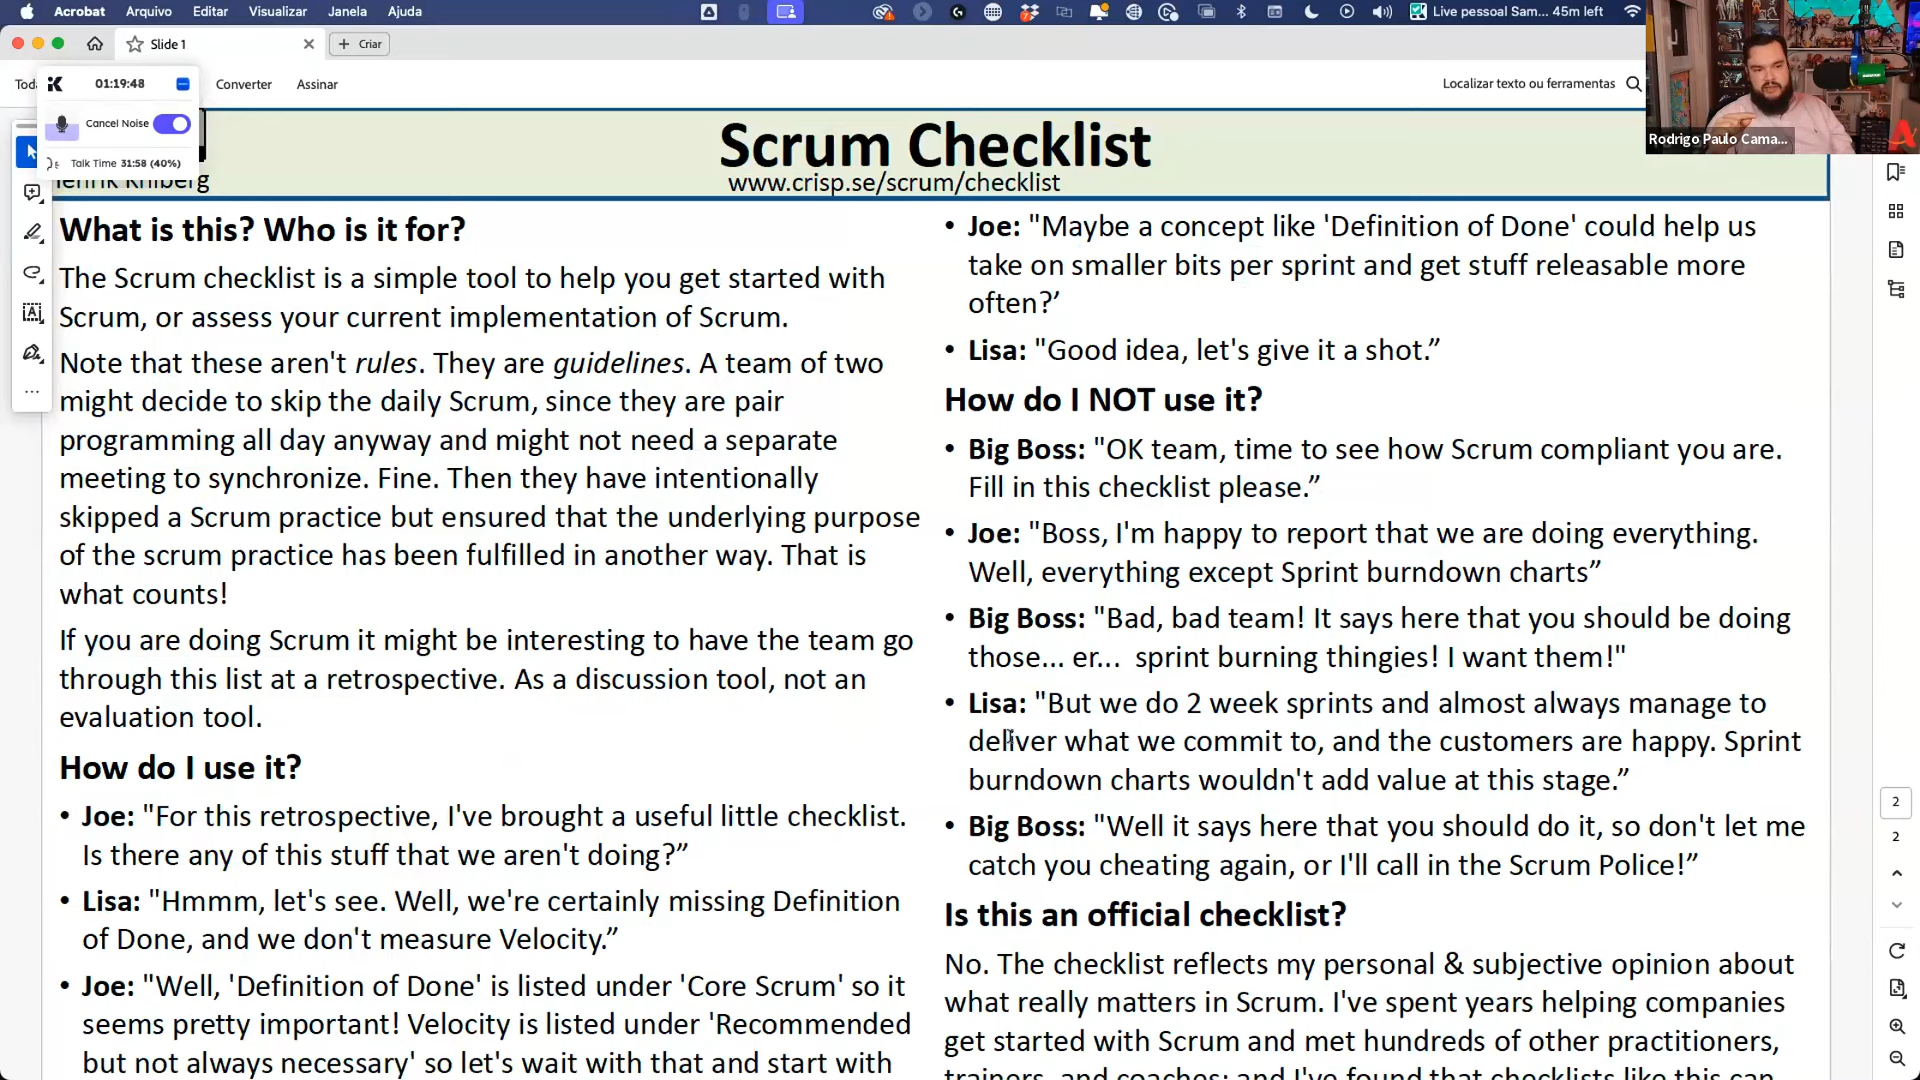 Acrobat Arquivo Editar Visualizar Janela Ajuda
Live pessoal Sam... 45m left
Slide 1
Criar
Converter Assinar
Localizar texto ou ferramentas
01:19:48
Cancel Noise
Talk Time 31:58 (40%)
Rodrigo Paulo Cama...
Scrum Checklist
www.crisp.se/scrum/checklist
What is this? Who is it for?
The Scrum checklist is a simple tool to help you get started with
Scrum, or assess your current implementation of Scrum.
Note that these aren't rules. They are guidelines. A team of two
might decide to skip the daily Scrum, since they are pair
programming all day anyway and might not need a separate
meeting to synchronize. Fine. Then they have intentionally
skipped a Scrum practice but ensured that the underlying purpose
of the scrum practice has been fulfilled in another way. That is
what counts!
If you are doing Scrum it might be interesting to have the team go
through this list at a retrospective. As a discussion tool, not an
evaluation tool.
How do I use it?
• Joe: "For this retrospective, I've brought a useful little checklist.
Is there any of this stuff that we aren't doing?”
• Lisa: "Hmmm, let's see. Well, we're certainly missing Definition
of Done, and we don't measure Velocity.”
• Joe: "Well, 'Definition of Done' is listed under 'Core Scrum' so it
seems pretty important! Velocity is listed under 'Recommended
but not always necessary' so let's wait with that and start with
• Joe: "Maybe a concept like 'Definition of Done' could help us
take on smaller bits per sprint and get stuff releasable more
often?’
• Lisa: "Good idea, let's give it a shot.”
How do I NOT use it?
• Big Boss: "OK team, time to see how Scrum compliant you are.
Fill in this checklist please.”
• Joe: "Boss, I'm happy to report that we are doing everything.
Well, everything except Sprint burndown charts”
• Big Boss: "Bad, bad team! It says here that you should be doing
those... er... sprint burning thingies! I want them!"
• Lisa: "But we do 2 week sprints and almost always manage to
deliver what we commit to, and the customers are happy. Sprint
burndown charts wouldn't add value at this stage.”
• Big Boss: "Well it says here that you should do it, so don't let me
catch you cheating again, or I'll call in the Scrum Police!”
Is this an official checklist?
No. The checklist reflects my personal & subjective opinion about
what really matters in Scrum. I've spent years helping companies
get started with Scrum and met hundreds of other practitioners,
trainers, and coaches; and I've found that checklists like this can
2
2